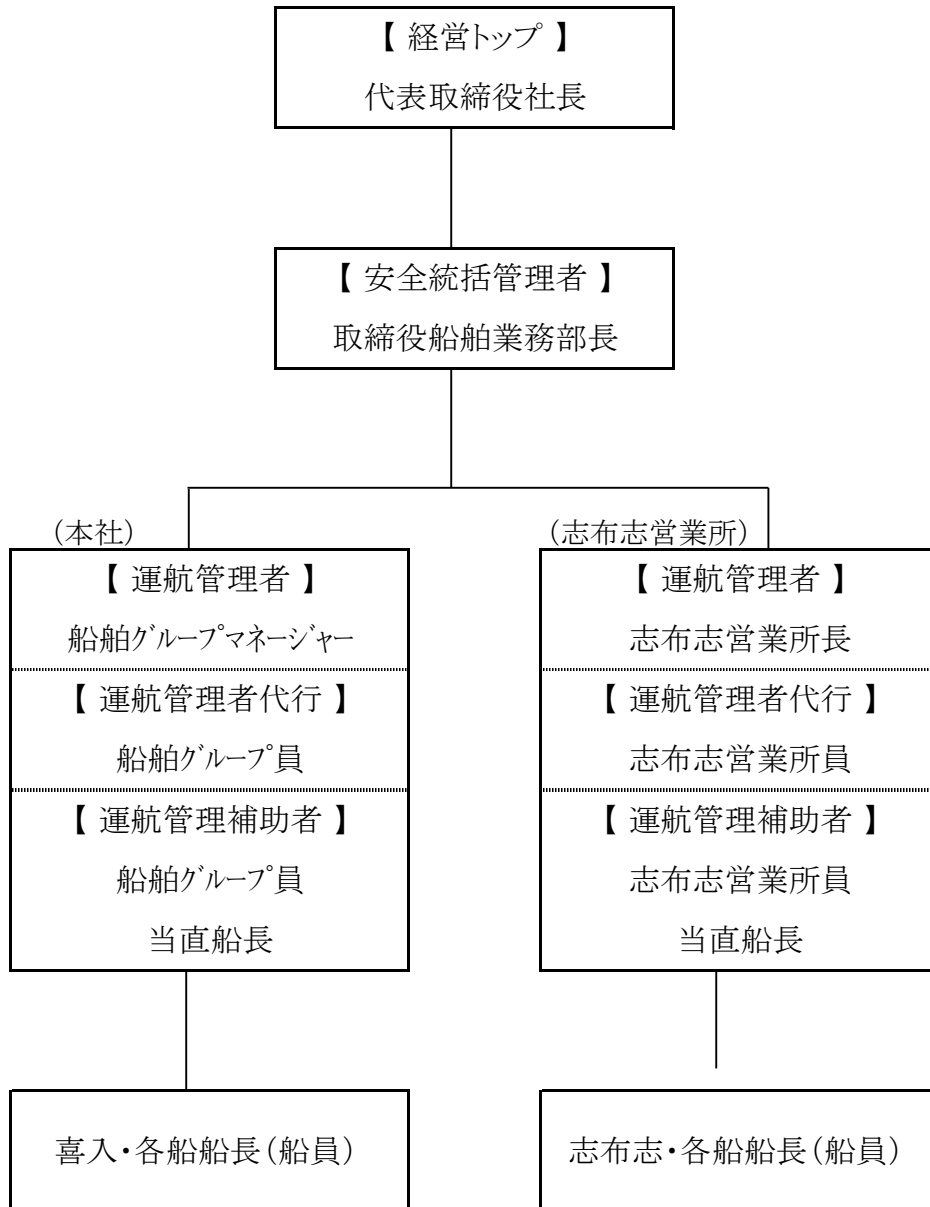 【 経営トップ 】
代表取締役社長
【 安全統括管理者 】
取締役船舶業務部長
(本社)
【 運航管理者 】
船舶グループマネージャー
【 運航管理者代行 】
船舶グループ員
【 運航管理補助者 】
船舶グループ員
当直船長
喜入・各船船長(船員)
(志布志営業所)
【 運航管理者 】
志布志営業所長
【 運航管理者代行 】
志布志営業所員
【 運航管理補助者 】
志布志営業所員
当直船長
志布志・各船船長(船員)